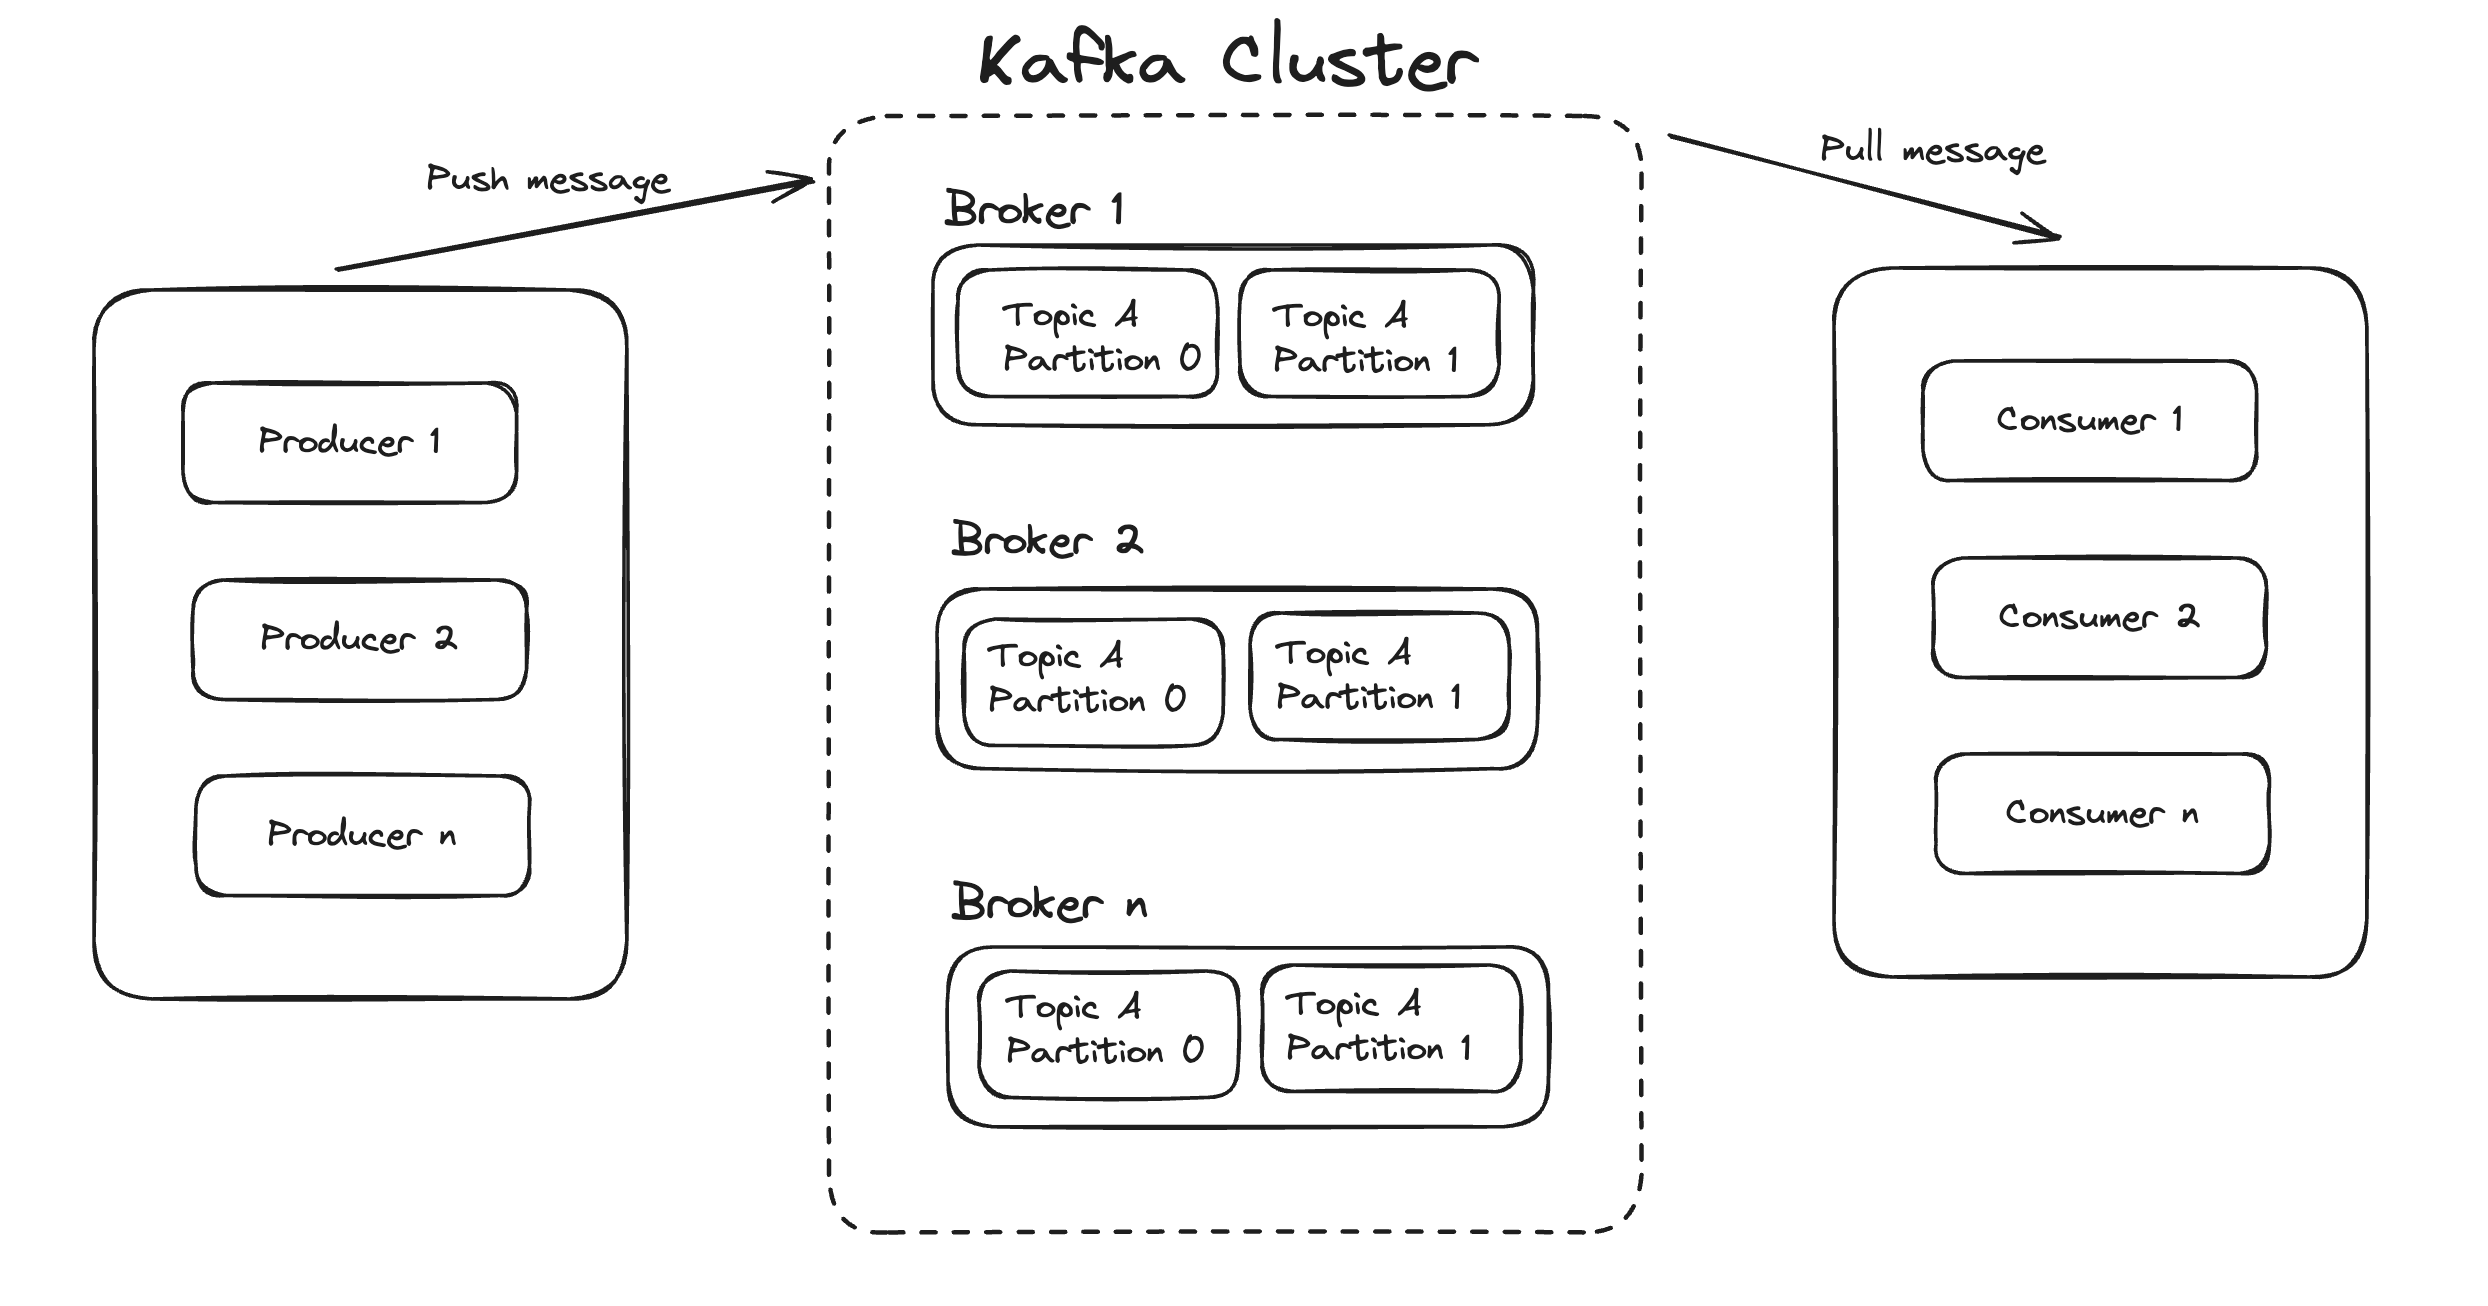 Kafka Cluster
Push message
Pull message
Broker 1
Topic A
Partition 0
Topic A
Partition 1
Producer 1
Producer 2
Producer n
Broker 2
Topic A
Partition 0
Topic A
Partition 1
Broker n
Topic A
Partition 0
Topic A
Partition 1
Consumer 1
Consumer 2
Consumer n